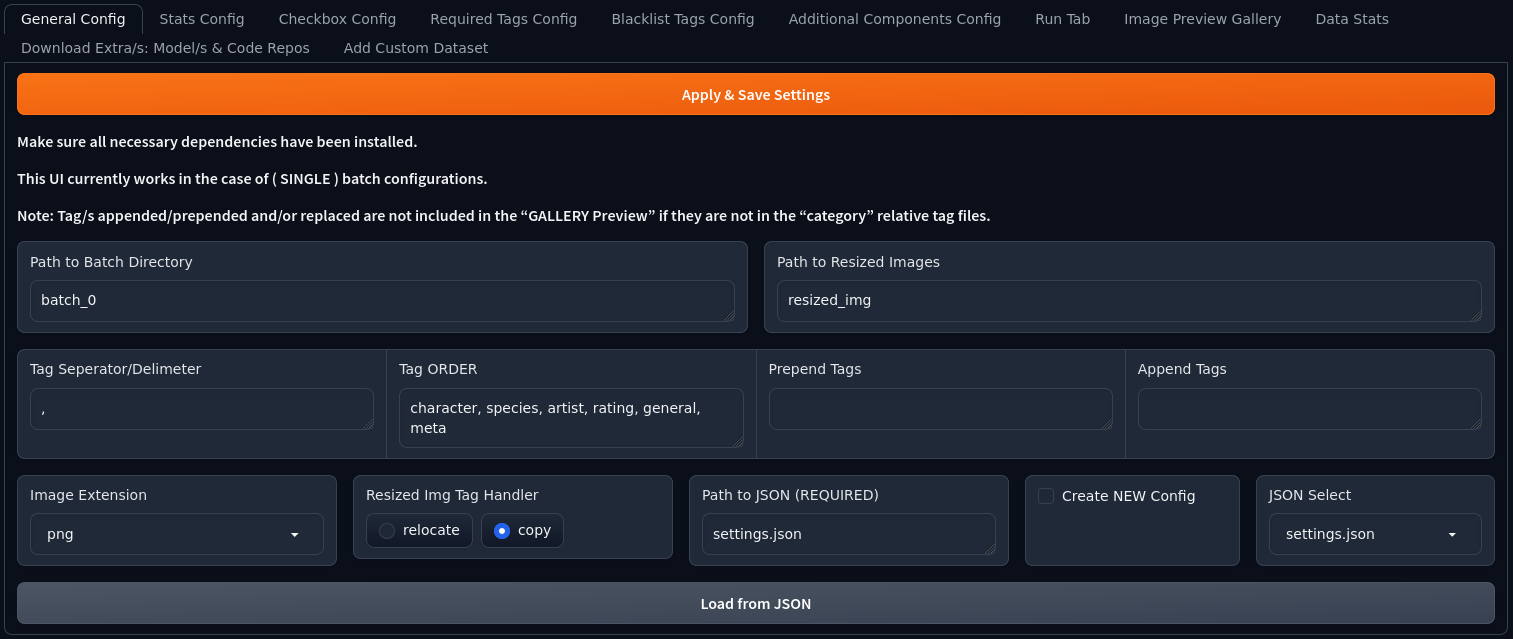 General Config Stats Config Checkbox Config Required Tags Config Blacklist Tags Config Additional Components Config Run Tab Image Preview Gallery Data Stats
Download Extra/s: Model/s & Code Repos Add Custom Dataset
Apply & Save Settings
Make sure all necessary dependencies have been installed.
This UI currently works in the case of ( SINGLE ) batch configurations.
Note: Tag/s appended/prepended and/or replaced are not included in the “GALLERY Preview” if they are not in the “category” relative tag files.
Path to Batch Directory Path to Resized Images
batch_0 resized_img
Tag Seperator/Delimeter Tag ORDER Prepend Tags Append Tags
, character, species, artist, rating, general,
meta
Image Extension Resized Img Tag Handler Path to JSON (REQUIRED) Create NEW Config JSON Select
png relocate copy settings.json settings.json
Load from JSON